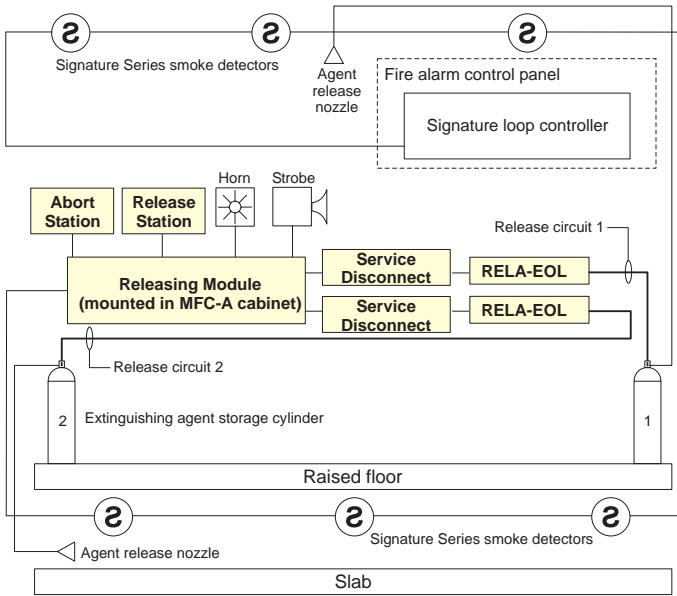 S
S
S
Signature Series smoke detectors
Agent
release
nozzle
Fire alarm control panel
Signature loop controller
Abort
Station
Release
Station
Horn
Strobe
Release circuit 1
Service
Disconnect
RELA-EOL
Releasing Module
(mounted in MFC-A cabinet)
Service
Disconnect
RELA-EOL
Release circuit 2
2
Extinguishing agent storage cylinder
1
Raised floor
S
S
S
Signature Series smoke detectors
Agent release nozzle
Slab